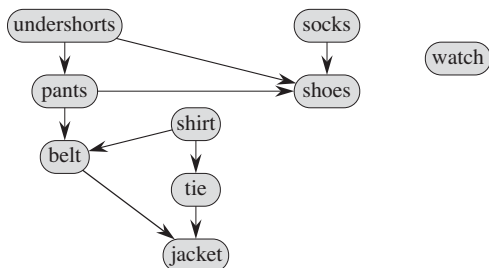 undershorts socks
watch
pants shoes
shirt
belt
tie
jacket